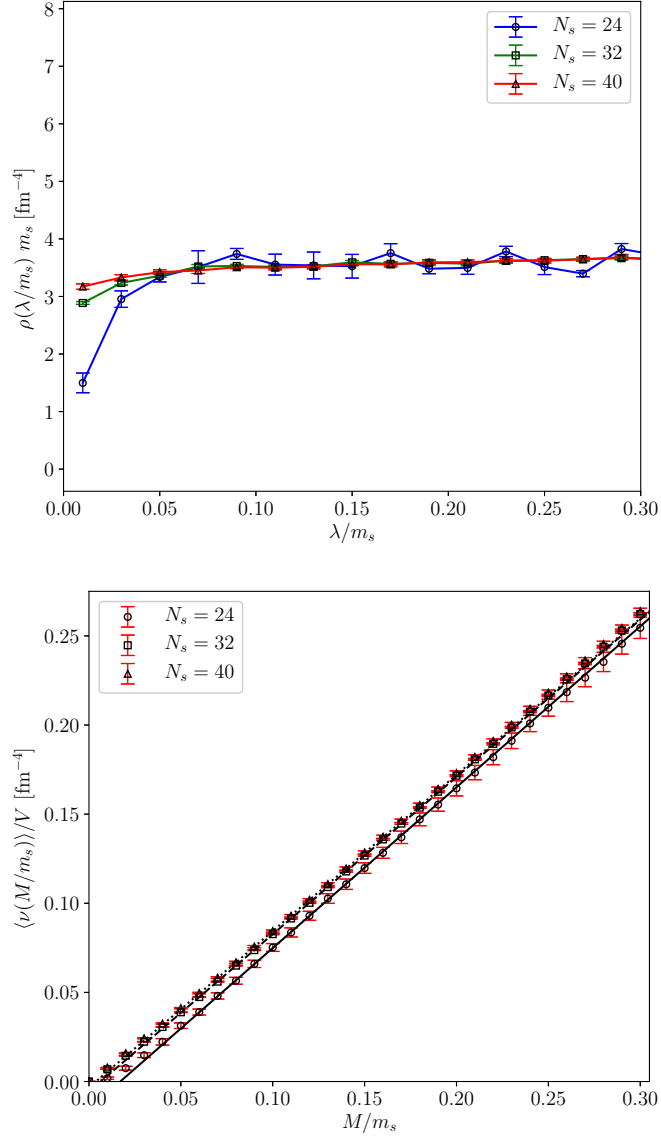 8
7
6
5
4
3
2
1
0
ρ(λ/m_s) m_s [fm⁻⁴]
N_s = 24
N_s = 32
N_s = 40
0.00 0.05 0.10 0.15 0.20 0.25 0.30
λ/m_s
0.25
0.20
0.15
0.10
0.05
0.00
⟨ν(M/m_s)⟩/V [fm⁻⁴]
N_s = 24
N_s = 32
N_s = 40
0.00 0.05 0.10 0.15 0.20 0.25 0.30
M/m_s